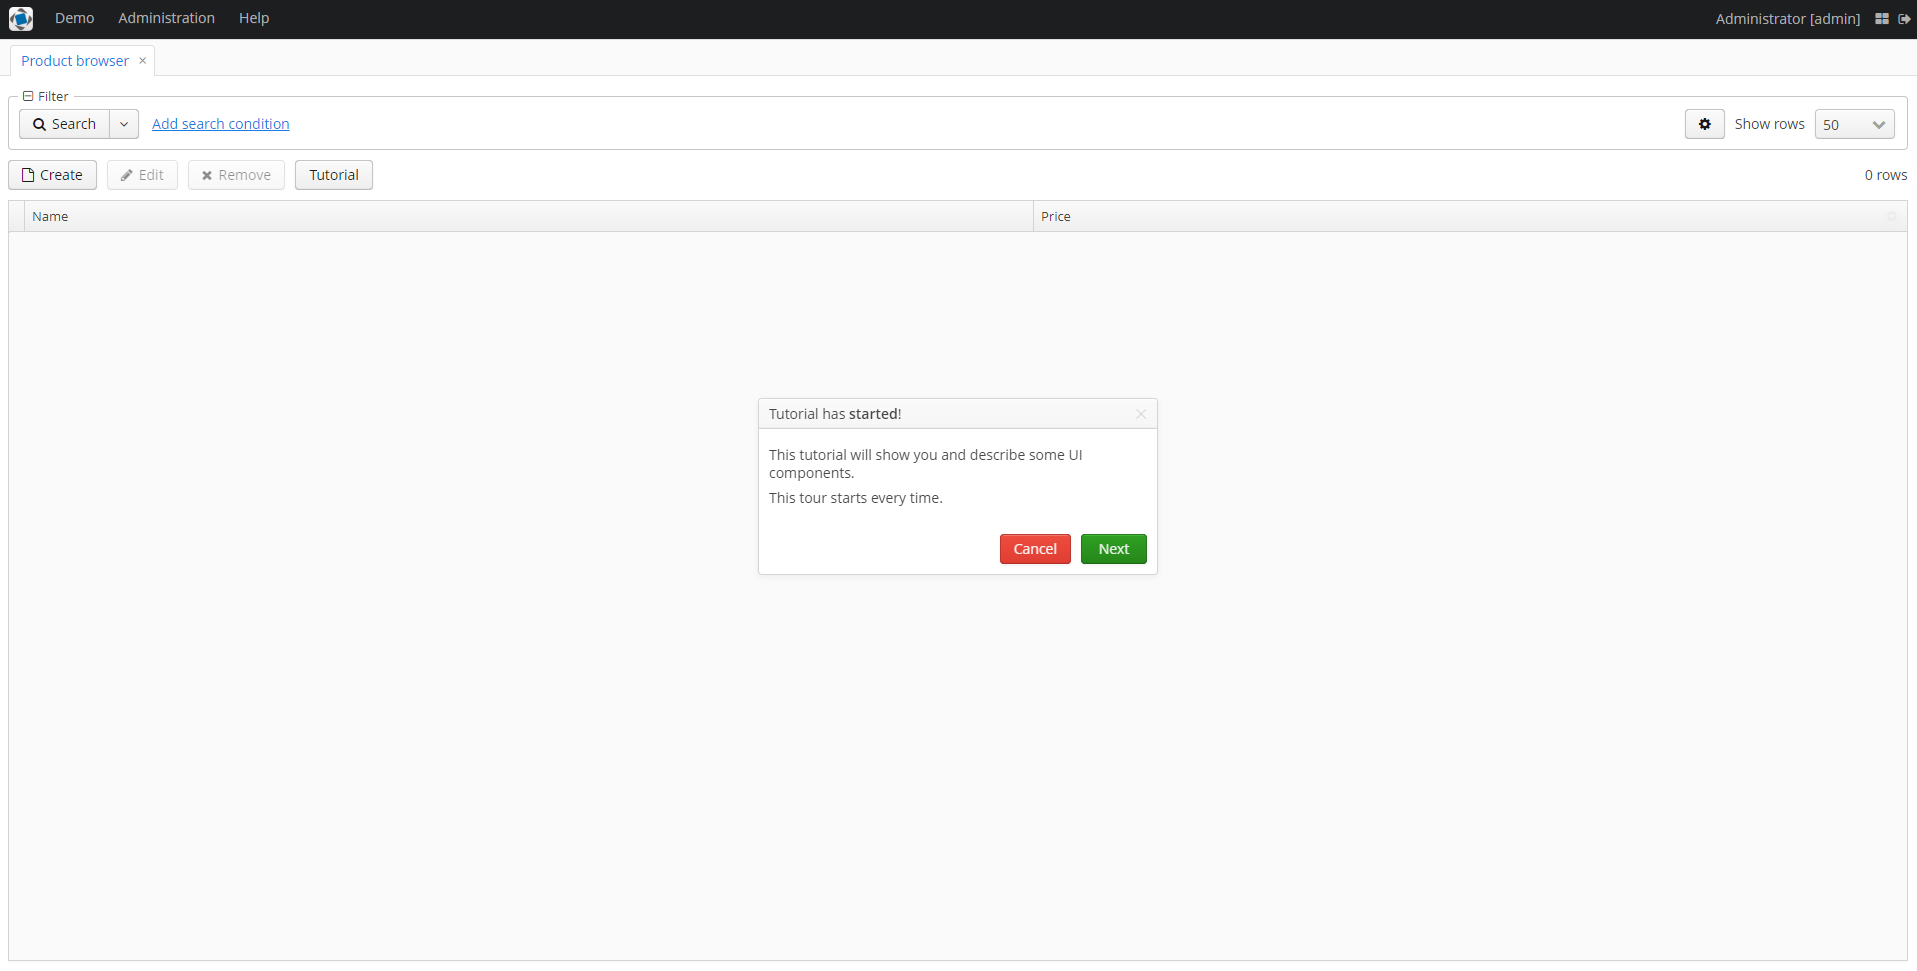 Demo Administration Help Administrator [admin]
Product browser
Filter
Search Add search condition Show rows 50
Create Edit Remove Tutorial 0 rows
Name Price
Tutorial has started!
This tutorial will show you and describe some UI
components.
This tour starts every time.
Cancel Next